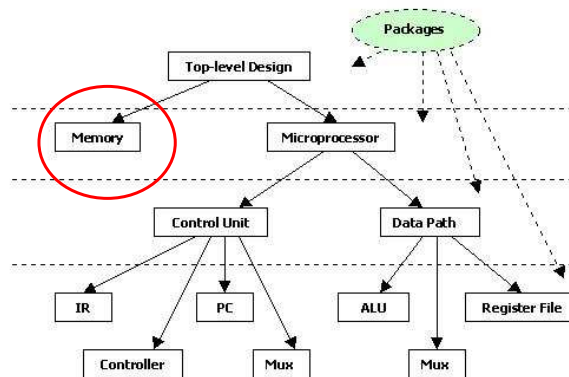 Packages
Top-level Design
Memory
Microprocessor
Control Unit
Data Path
IR
PC
ALU
Register File
Controller
Mux
Mux